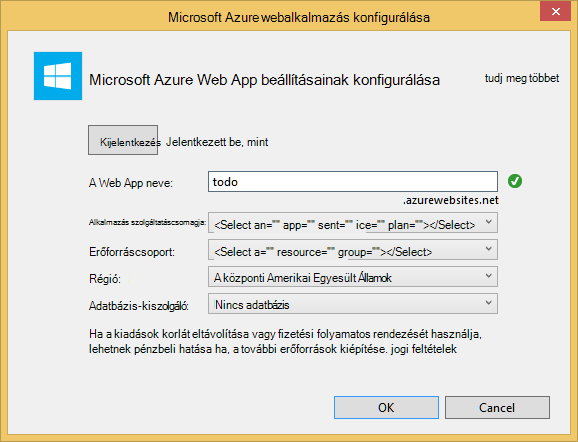 Microsoft Azure webalkalmazás konfigurálása
Microsoft Azure Web App beállításainak konfigurálása
tudj meg többet
Kijelentkezés Jelentkezett be, mint
A Web App neve: todo
.azurewebsites.net
Alkalmazás szolgáltatáscsomagja: <Select an="" app="" sent="" ice="" plan=""></Select>
Erőforráscsoport: <Select a="" resource="" group=""></Select>
Régió: A központi Amerikai Egyesült Államok
Adatbázis-kiszolgáló: Nincs adatbázis
Ha a kiadások korlát eltávolítása vagy fizetési folyamatos rendezését használja,
lehetnek pénzbeli hatása ha, a további erőforrások kiépítése. jogi feltételek
OK Cancel